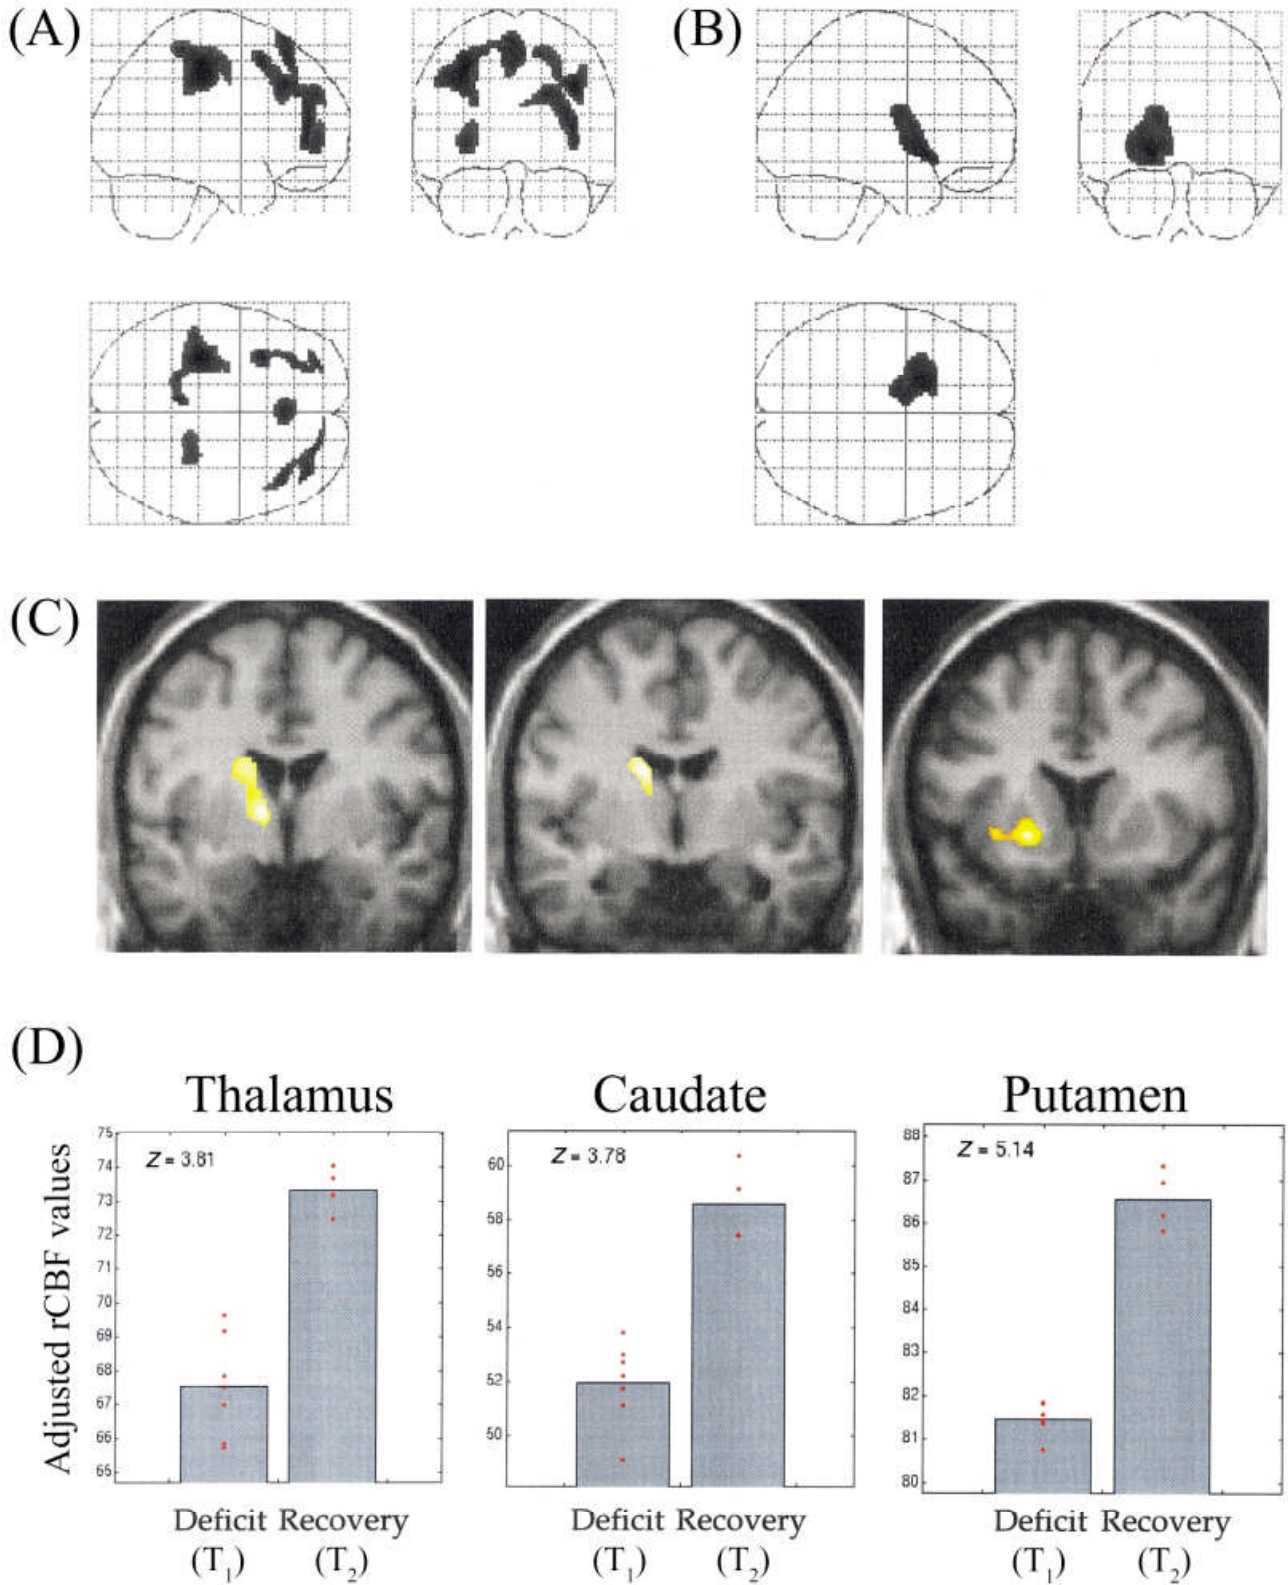 (A)
(B)
(C)
(D)
Thalamus
Caudate
Putamen
Adjusted rCBF values
Z = 3.81
75
74
73
72
71
70
69
68
67
66
65
Z = 3.78
60
58
56
54
52
50
Z = 5.14
88
87
86
85
84
83
82
81
80
Deficit Recovery
(T1) (T2)
Deficit Recovery
(T1) (T2)
Deficit Recovery
(T1) (T2)